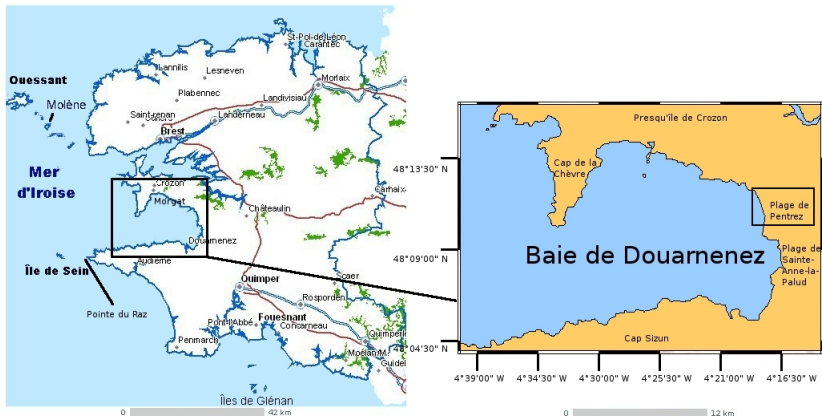 St-Pol-de-Léon
Carantec
Lannilis
Lesneven
Morlaix
Ouessant
Molène
Plabennec
Landivisiau
Saint-renan
Landerneau
Brest
Mer
d'Iroise
Crozon
Morgat
Carhaix
Châteaulin
Douarnenez
Audierne
Île de Sein
Scaer
Quimper
Rosporden
Pointe du Raz
Pont-l'Abbé
Fouesnant
Concarneau
Quimperlé
Penmarch
Moëlan/M.
Guidel
Îles de Glénan
0
42 km
Presqu'île de Crozon
Cap de la
Chèvre
Plage de
Pentrez
Baie de Douarnenez
Plage de
Sainte-
Anne-la-
Palud
Cap Sizun
48°13'30" N
48°09'00" N
48°04'30" N
4°39'00" W
4°34'30" W
4°30'00" W
4°25'30" W
4°21'00" W
4°16'30" W
0
12 km